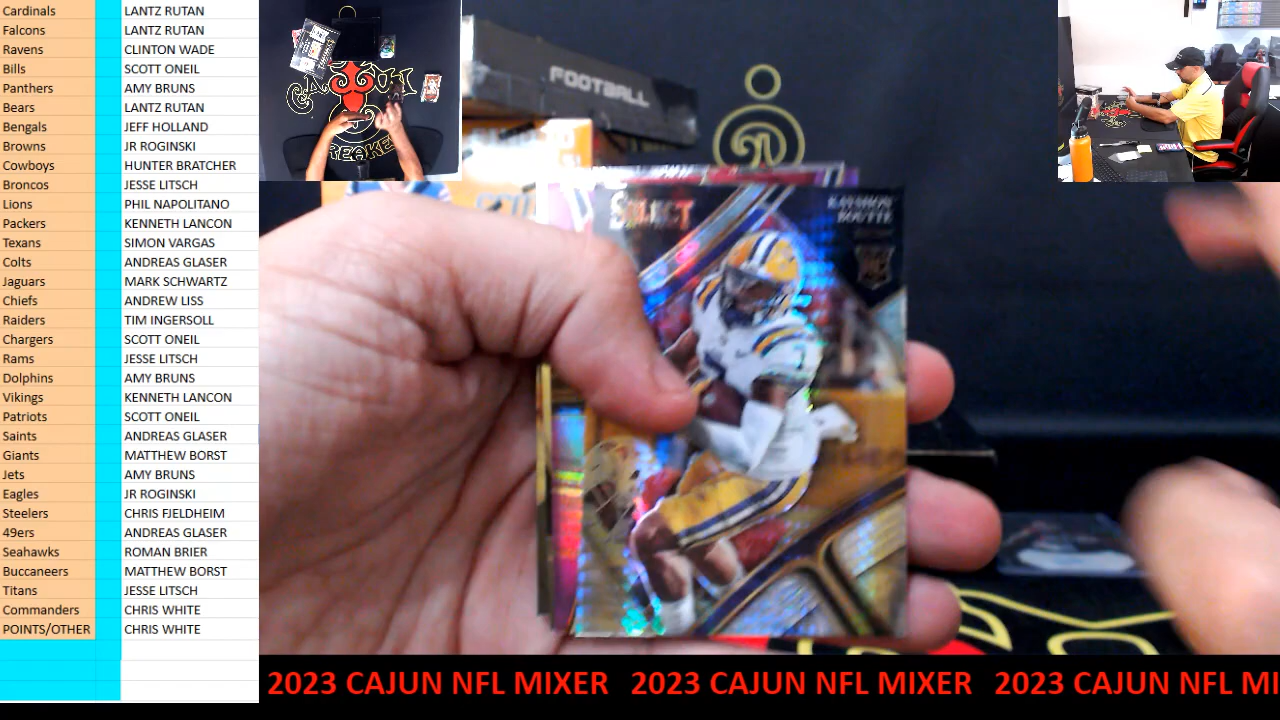 Cardinals LANTZ RUTAN
Falcons LANTZ RUTAN
Ravens CLINTON WADE
Bills SCOTT ONEIL
Panthers AMY BRUNS
Bears LANTZ RUTAN
Bengals JEFF HOLLAND
Browns JR ROGINSKI
Cowboys HUNTER BRATCHER
Broncos JESSE LITSCH
Lions PHIL NAPOLITANO
Packers KENNETH LANCON
Texans SIMON VARGAS
Colts ANDREAS GLASER
Jaguars MARK SCHWARTZ
Chiefs ANDREW LISS
Raiders TIM INGERSOLL
Chargers SCOTT ONEIL
Rams JESSE LITSCH
Dolphins AMY BRUNS
Vikings KENNETH LANCON
Patriots SCOTT ONEIL
Saints ANDREAS GLASER
Giants MATTHEW BORST
Jets AMY BRUNS
Eagles JR ROGINSKI
Steelers CHRIS FJELDHEIM
49ers ANDREAS GLASER
Seahawks ROMAN BRIER
Buccaneers MATTHEW BORST
Titans JESSE LITSCH
Commanders CHRIS WHITE
POINTS/OTHER CHRIS WHITE
FOOTBALL
SELECT
KAYSHON
BOUTTE
2023 CAJUN NFL MIXER 2023 CAJUN NFL MIXER 2023 CAJUN NFL MI